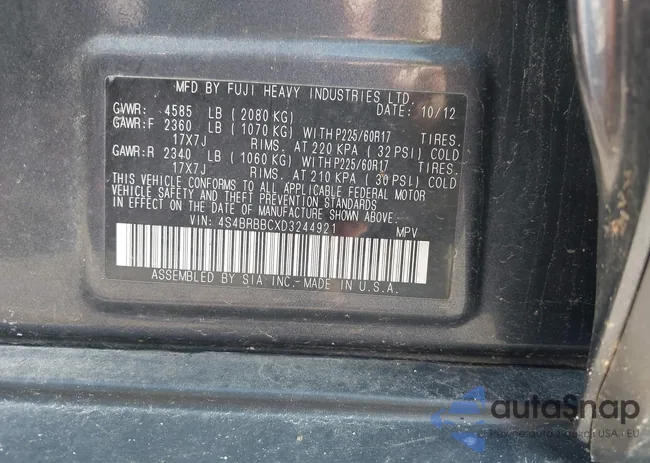 MFD BY FUJI HEAVY INDUSTRIES LTD.
DATE: 10/12
GVWR: 4585 LB (2080 KG)
GAWR:F 2360 LB (1070 KG) WITH P225/60R17 TIRES.
17X7J RIMS. AT 220 KPA (32 PSI) COLD
GAWR:R 2340 LB (1060 KG) WITH P225/60R17 TIRES.
17X7J RIMS. AT 210 KPA (30 PSI) COLD
THIS VEHICLE CONFORMS TO ALL APPLICABLE FEDERAL MOTOR
VEHICLE SAFETY AND THEFT PREVENTION STANDARDS
IN EFFECT ON THE DATE OF MANUFACTURE SHOWN ABOVE.
VIN: 4S4BRBBCXD3244921 MPV
ASSEMBLED BY SIA INC.-MADE IN U.S.A.
autoSnap
USA EU